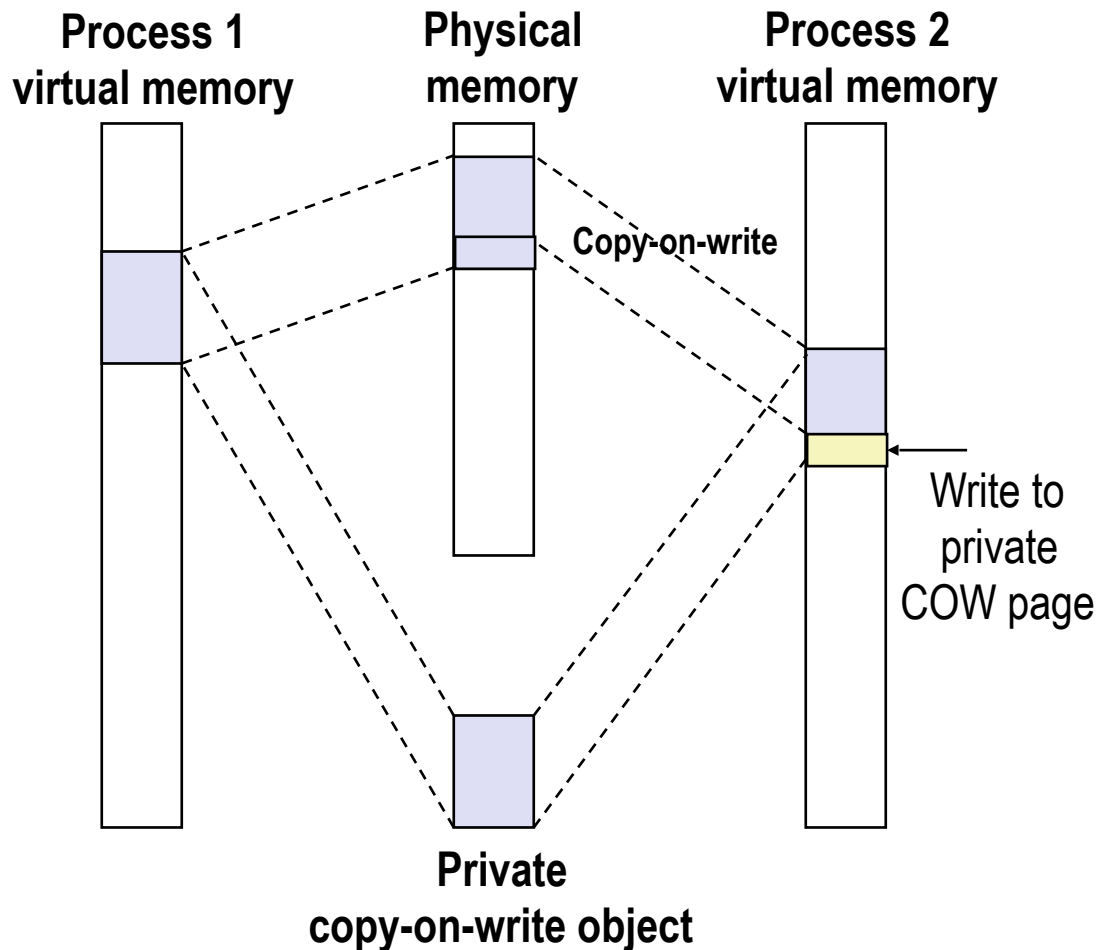 Process 1
virtual memory
Physical
memory
Process 2
virtual memory
Copy-on-write
Write to
private
COW page
Private
copy-on-write object